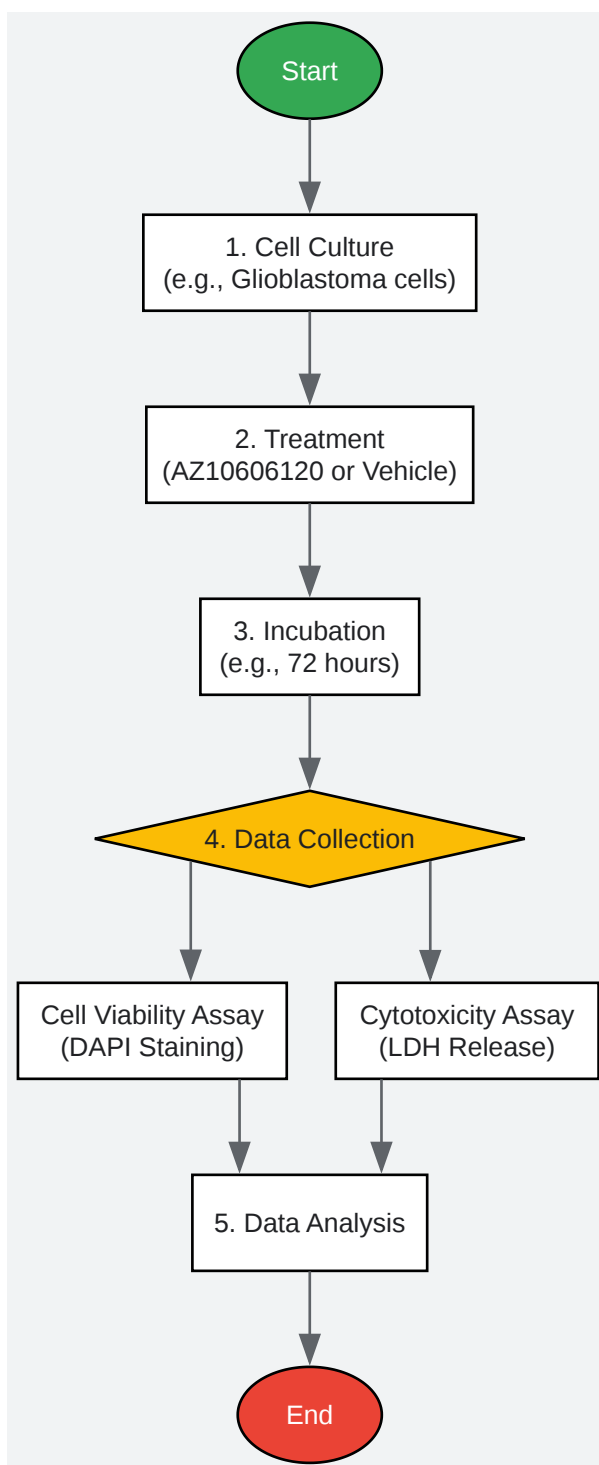 Start
1. Cell Culture
(e.g., Glioblastoma cells)
2. Treatment
(AZ10606120 or Vehicle)
3. Incubation
(e.g., 72 hours)
4. Data Collection
Cell Viability Assay
(DAPI Staining)
Cytotoxicity Assay
(LDH Release)
5. Data Analysis
End